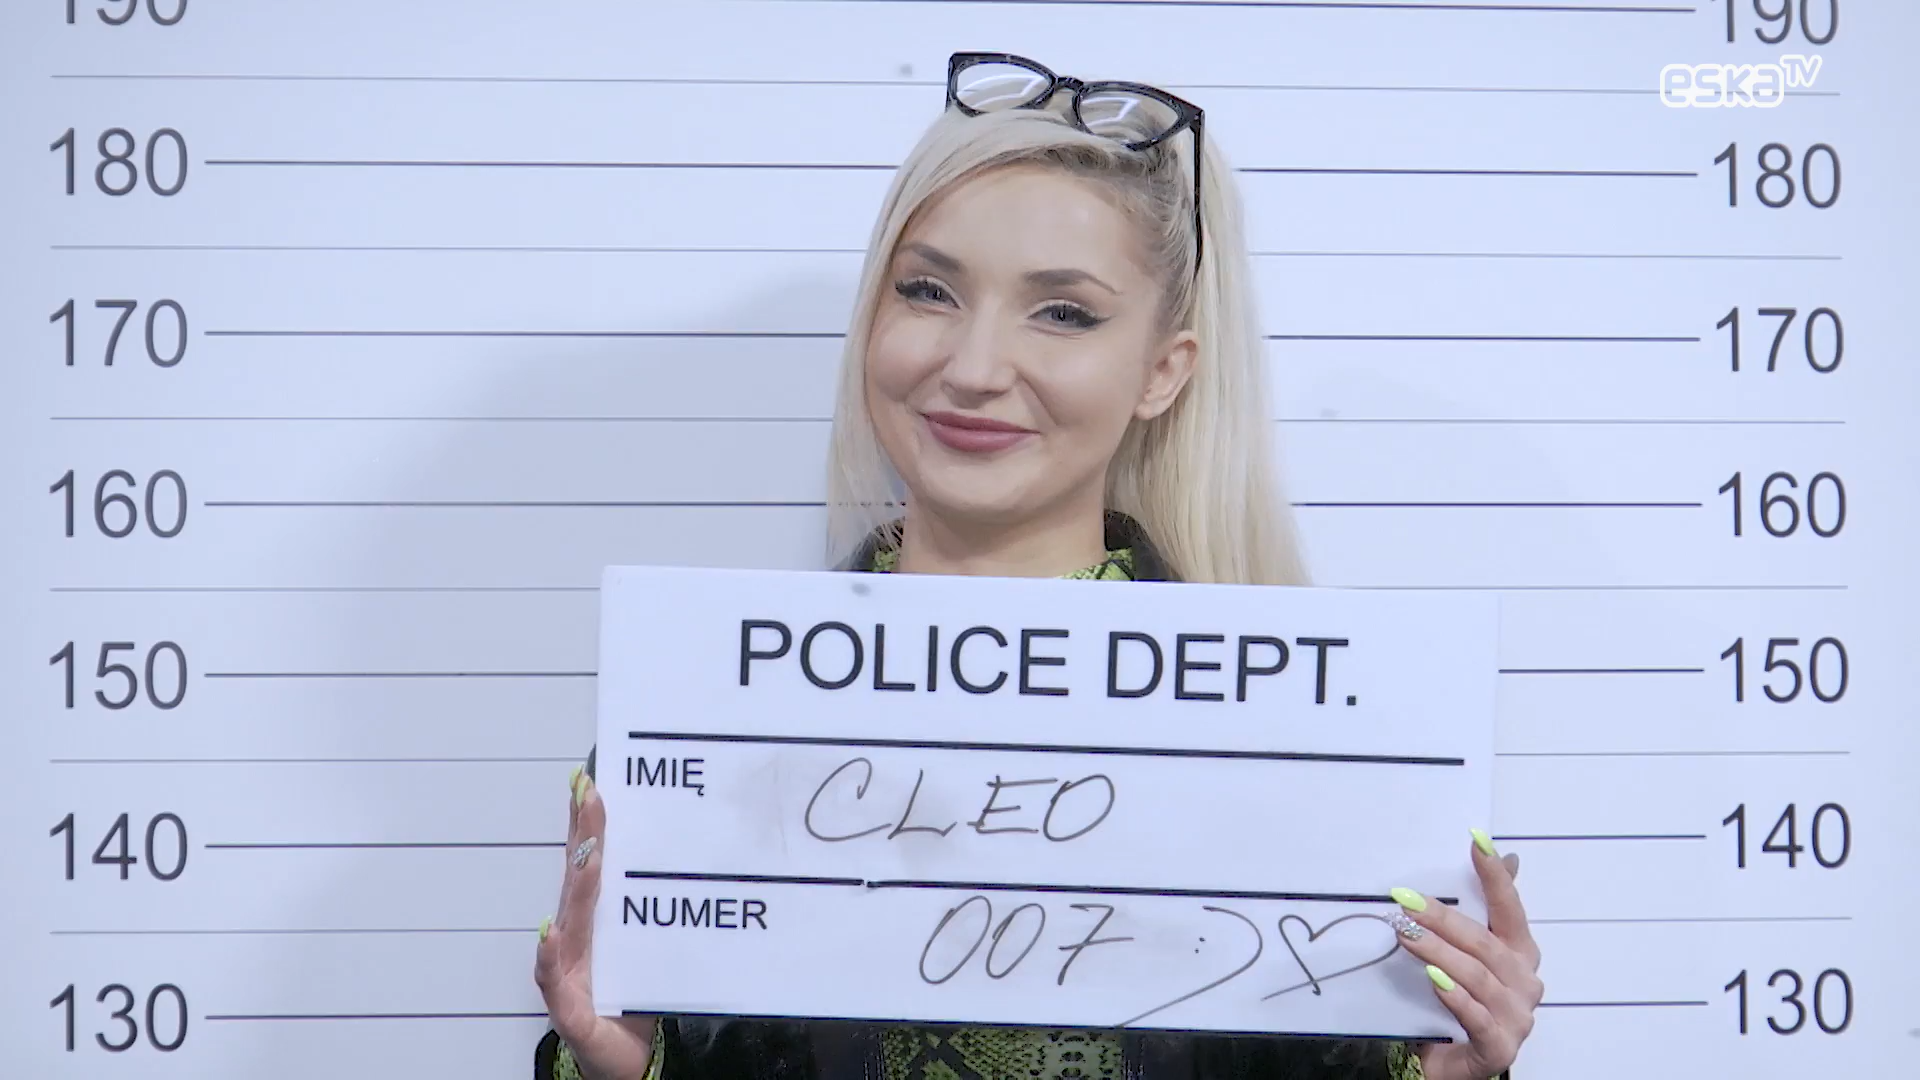 190 190
eska TV
180 180
170 170
160 160
150 150
140 140
130 130
POLICE DEPT.
IMIĘ CLEO
NUMER 007 :) ♡